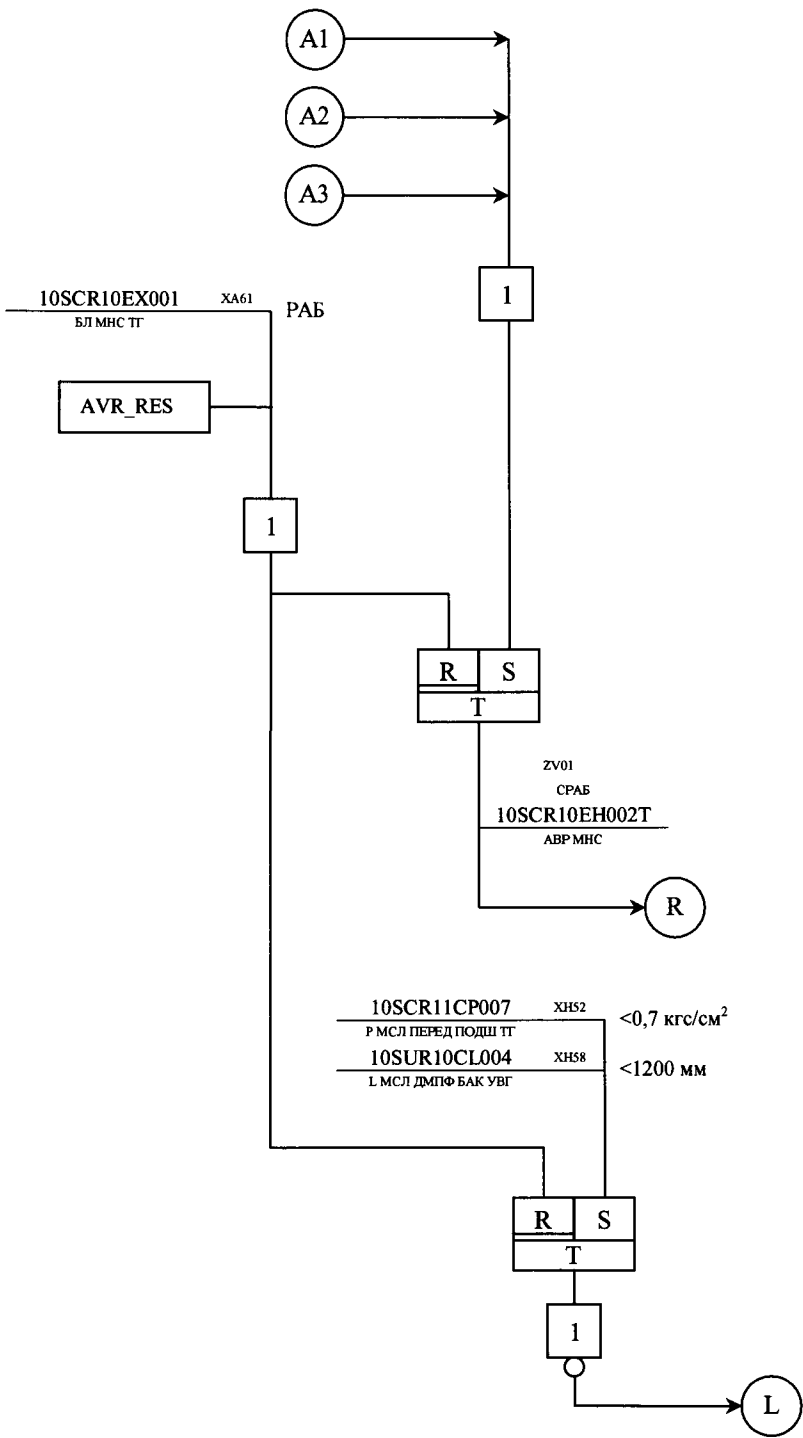 A1
A2
A3
1
10SCR10EX001 XA61 РАБ
БЛ МНС ТГ
AVR_RES
1
R S
T
ZV01
СРАБ
10SCR10EH002T
АВР МНС
R
10SCR11CP007 XH52 <0,7 кгс/см²
Р МСЛ ПЕРЕД ПОДШ ТГ
10SUR10CL004 XH58 <1200 мм
L МСЛ ДМПФ БАК УВГ
R S
T
1
L